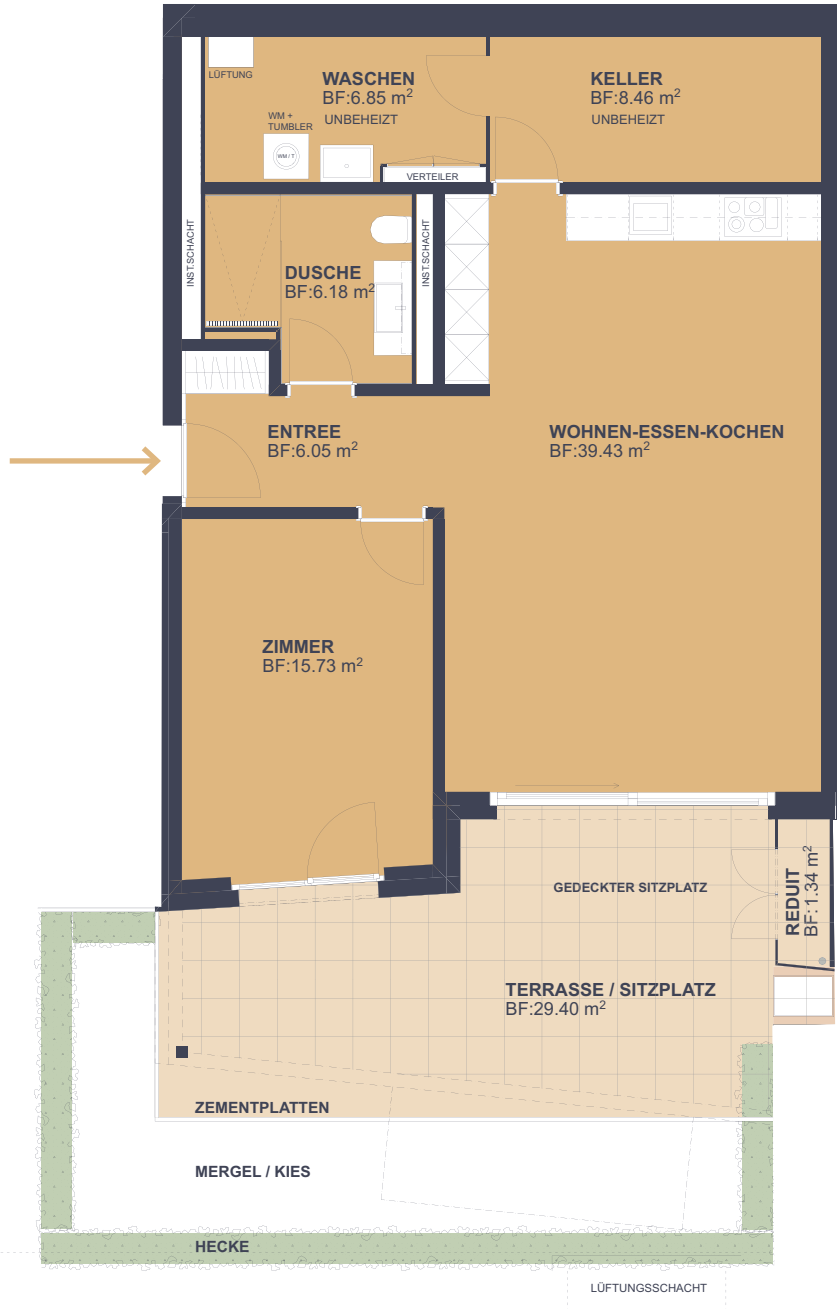 LÜFTUNG
WASCHEN
BF:6.85 m²
UNBEHEIZT
KELLER
BF:8.46 m²
UNBEHEIZT
WM +
TUMBLER
WM / T
VERTEILER
INST.SCHACHT
DUSCHE
BF:6.18 m²
INST.SCHACHT
ENTREE
BF:6.05 m²
WOHNEN-ESSEN-KOCHEN
BF:39.43 m²
ZIMMER
BF:15.73 m²
GEDECKTER SITZPLATZ
REDUIT
BF:1.34 m²
TERRASSE / SITZPLATZ
BF:29.40 m²
ZEMENTPLATTEN
MERGEL / KIES
HECKE
LÜFTUNGSSCHACHT